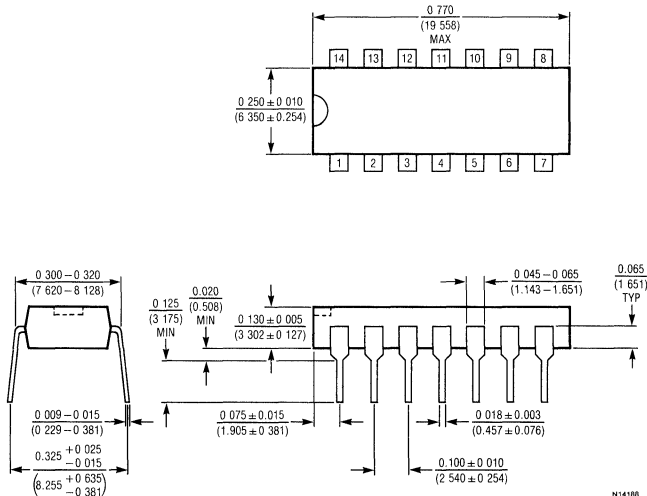 0 770
(19 558)
MAX
14 13 12 11 10 9 8
0 250 ± 0 010
(6 350 ± 0.254)
1 2 3 4 5 6 7
0 300 – 0 320
(7 620 – 8 128)
0 125
(3 175)
MIN
0.020
(0.508)
MIN
0 130 ± 0 005
(3 302 ± 0 127)
0 045 – 0 065
(1.143 – 1.651)
0.065
(1 651)
TYP
0 009 – 0 015
(0 229 – 0 381)
0 075 ± 0.015
(1.905 ± 0 381)
0 018 ± 0 003
(0.457 ± 0.076)
0.325 + 0 025
– 0 015
(8.255 + 0 635
– 0 381)
0.100 ± 0 010
(2 540 ± 0 254)
N14186